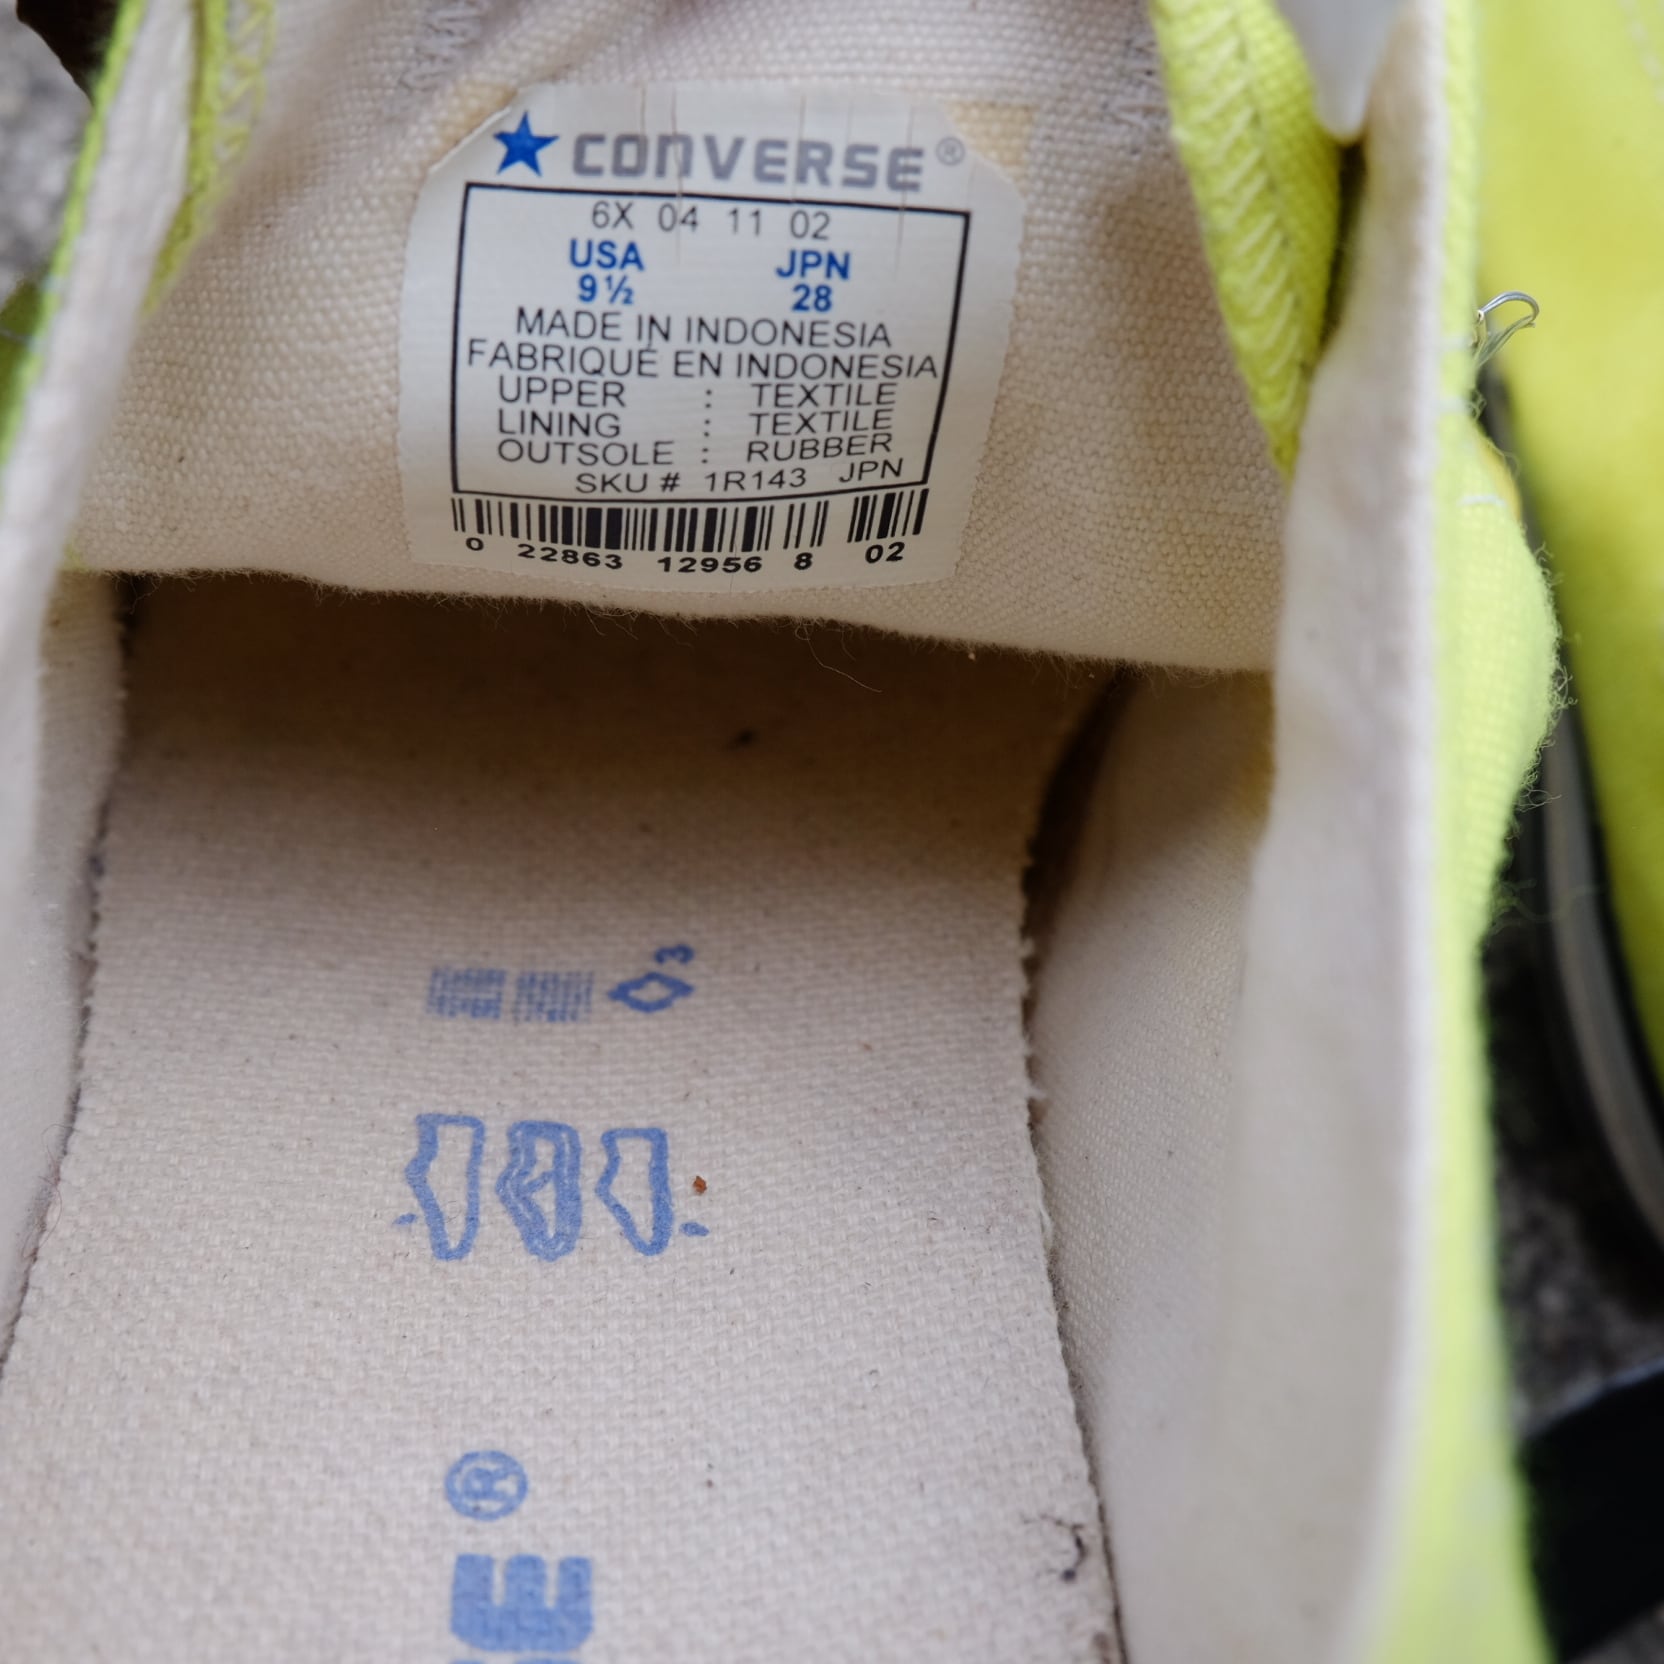 CONVERSE®
6X 04 11 02
USA JPN
9½ 28
MADE IN INDONESIA
FABRIQUÉ EN INDONESIA
UPPER : TEXTILE
LINING : TEXTILE
OUTSOLE : RUBBER
SKU # 1R143 JPN
0 22863 12956 8 02
3
E®